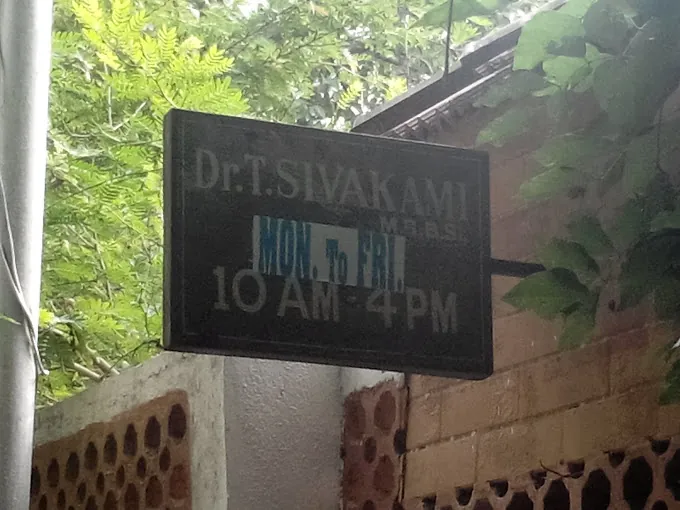 Dr.T.SIVAKAMI
M.B.B.S.
MON. To FRI.
10 AM - 4 PM